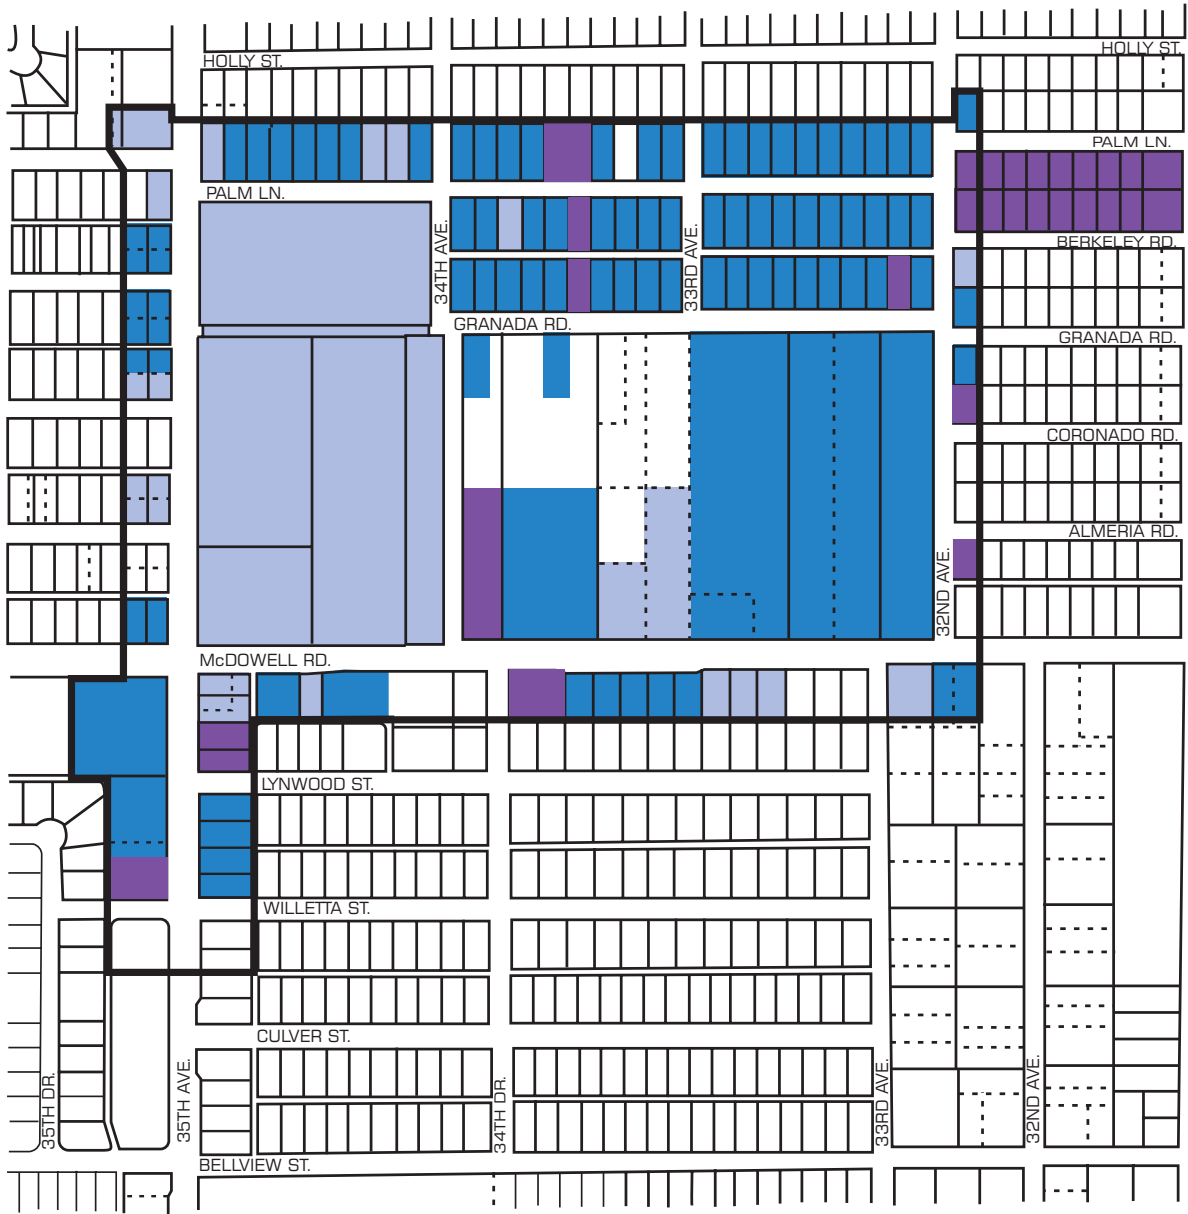 HOLLY ST.
HOLLY ST.
PALM LN.
PALM LN.
34TH AVE.
33RD AVE.
BERKELEY RD.
GRANADA RD.
GRANADA RD.
CORONADO RD.
ALMERIA RD.
32ND AVE.
McDOWELL RD.
LYNWOOD ST.
WILLETTA ST.
CULVER ST.
35TH DR.
35TH AVE.
34TH DR.
33RD AVE.
32ND AVE.
BELLVIEW ST.